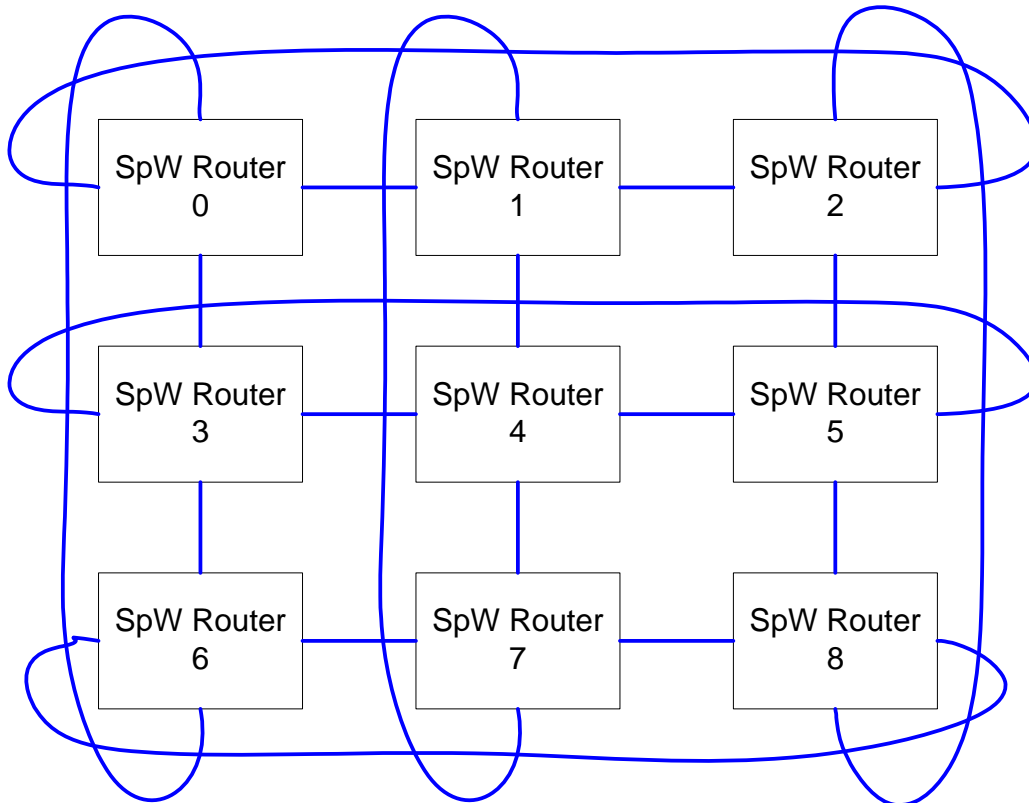 SpW Router
0
SpW Router
1
SpW Router
2
SpW Router
3
SpW Router
4
SpW Router
5
SpW Router
6
SpW Router
7
SpW Router
8